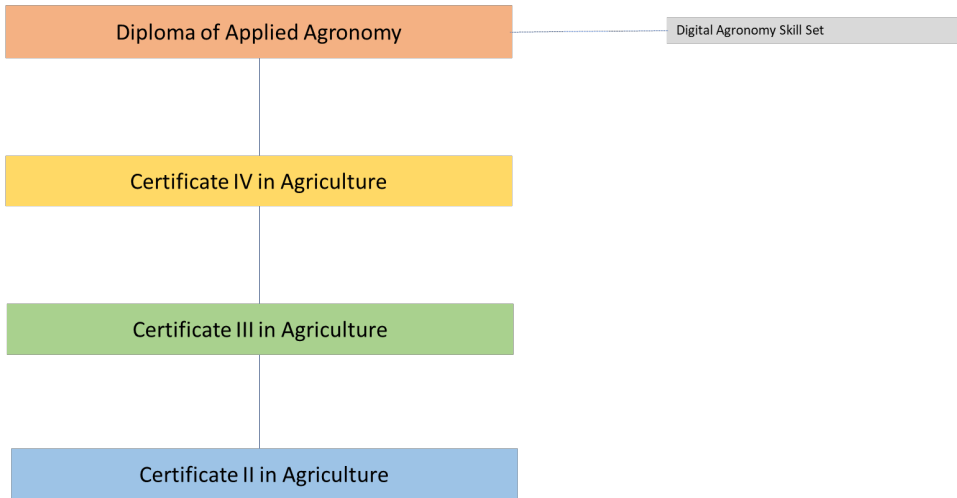 Diploma of Applied Agronomy
Digital Agronomy Skill Set
Certificate IV in Agriculture
Certificate III in Agriculture
Certificate II in Agriculture